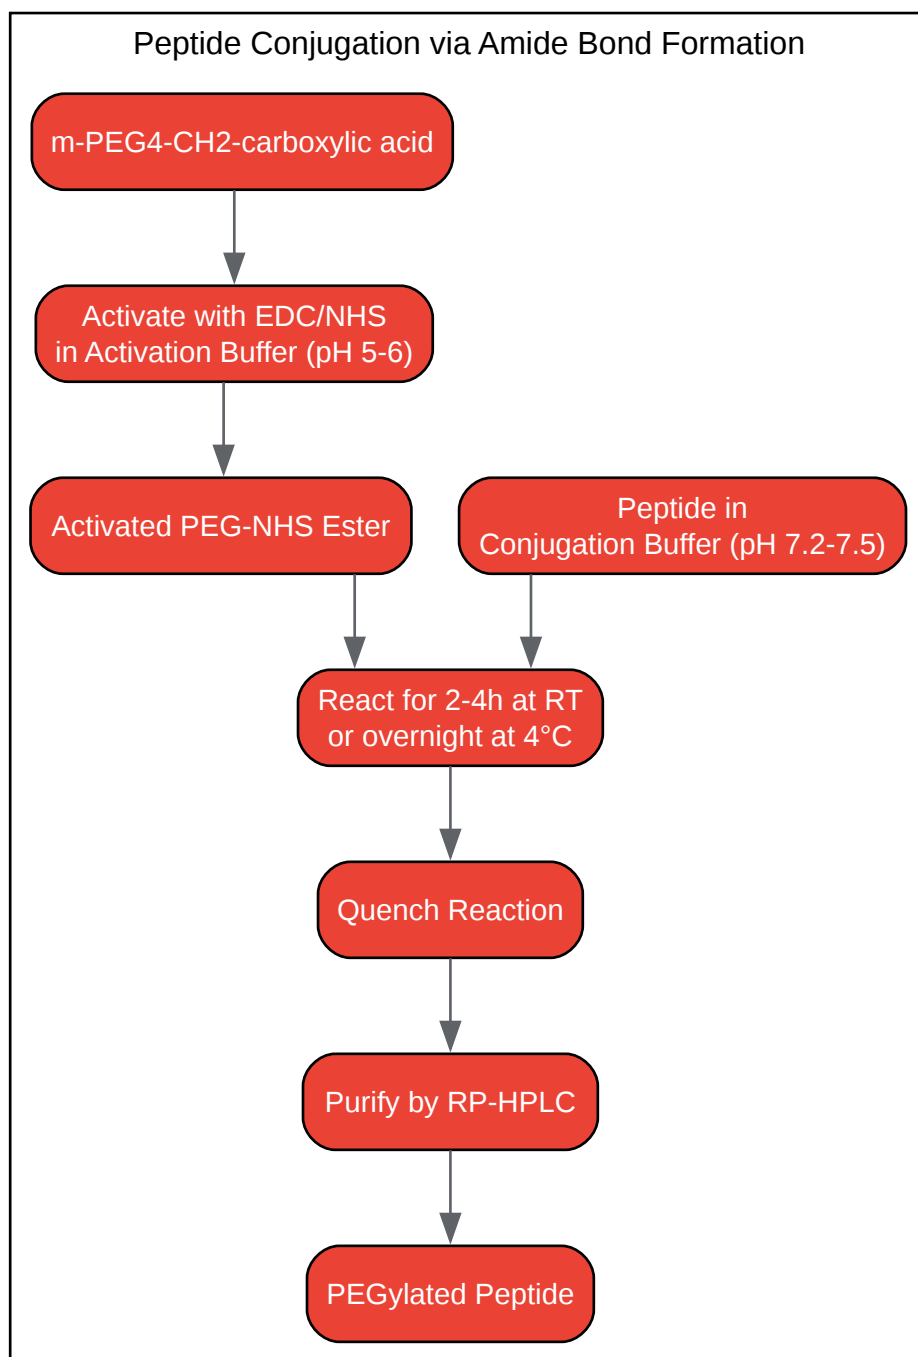 Peptide Conjugation via Amide Bond Formation
m-PEG4-CH2-carboxylic acid
Activate with EDC/NHS
in Activation Buffer (pH 5-6)
Activated PEG-NHS Ester
Peptide in
Conjugation Buffer (pH 7.2-7.5)
React for 2-4h at RT
or overnight at 4°C
Quench Reaction
Purify by RP-HPLC
PEGylated Peptide